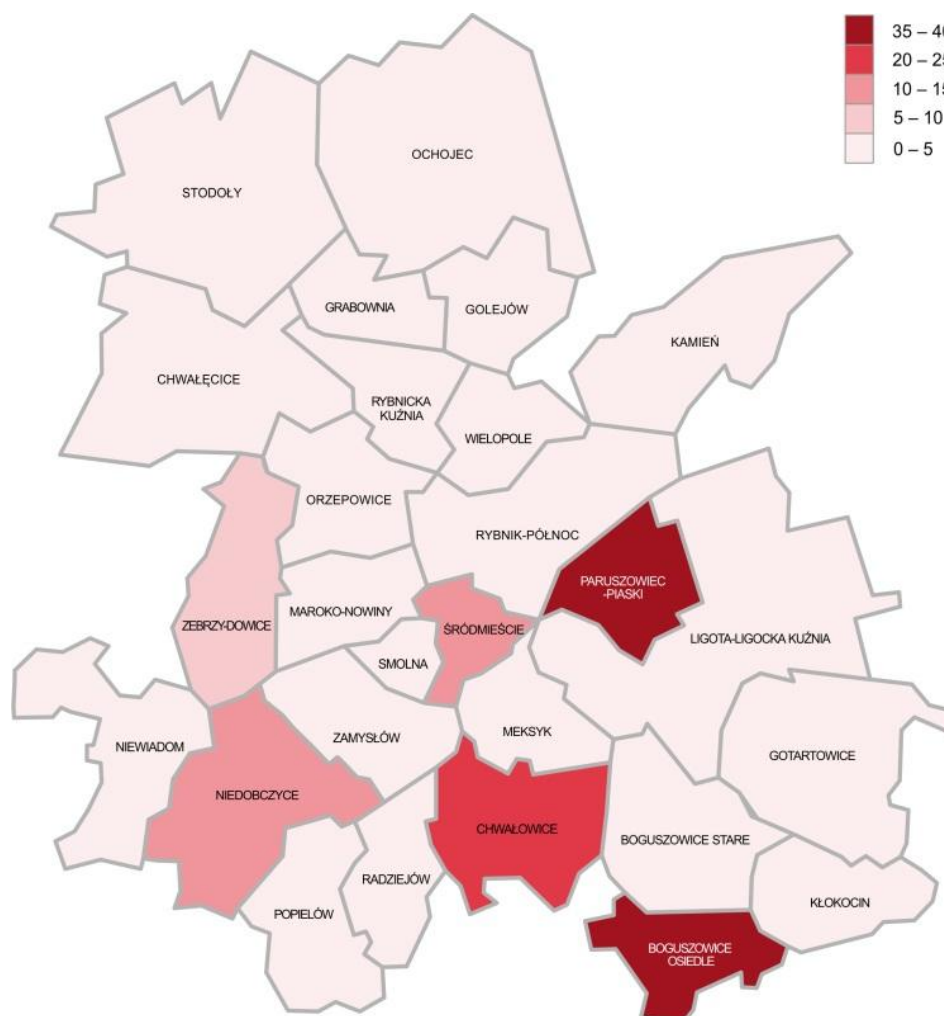 35 – 40
20 – 25
10 – 15
5 – 10
0 – 5
OCHOJEC
STODOŁY
GRABOWNIA
GOLEJÓW
KAMIEŃ
CHWAŁĘCICE
RYBNICKA
KUŹNIA
WIELOPOLE
ORZEPOWICE
RYBNIK-PÓŁNOC
PARUSZOWIEC
-PIASKI
MAROKO-NOWINY
ZEBRZY-DOWICE
ŚRÓDMIEŚCIE
LIGOTA-LIGOCKA KUŹNIA
SMOLNA
ZAMYSŁÓW
MEKSYK
NIEWIADOM
GOTARTOWICE
NIEDOBCZYCE
CHWAŁOWICE
BOGUSZOWICE STARE
RADZIEJÓW
KŁOKOCIN
POPIELÓW
BOGUSZOWICE
OSIEDLE